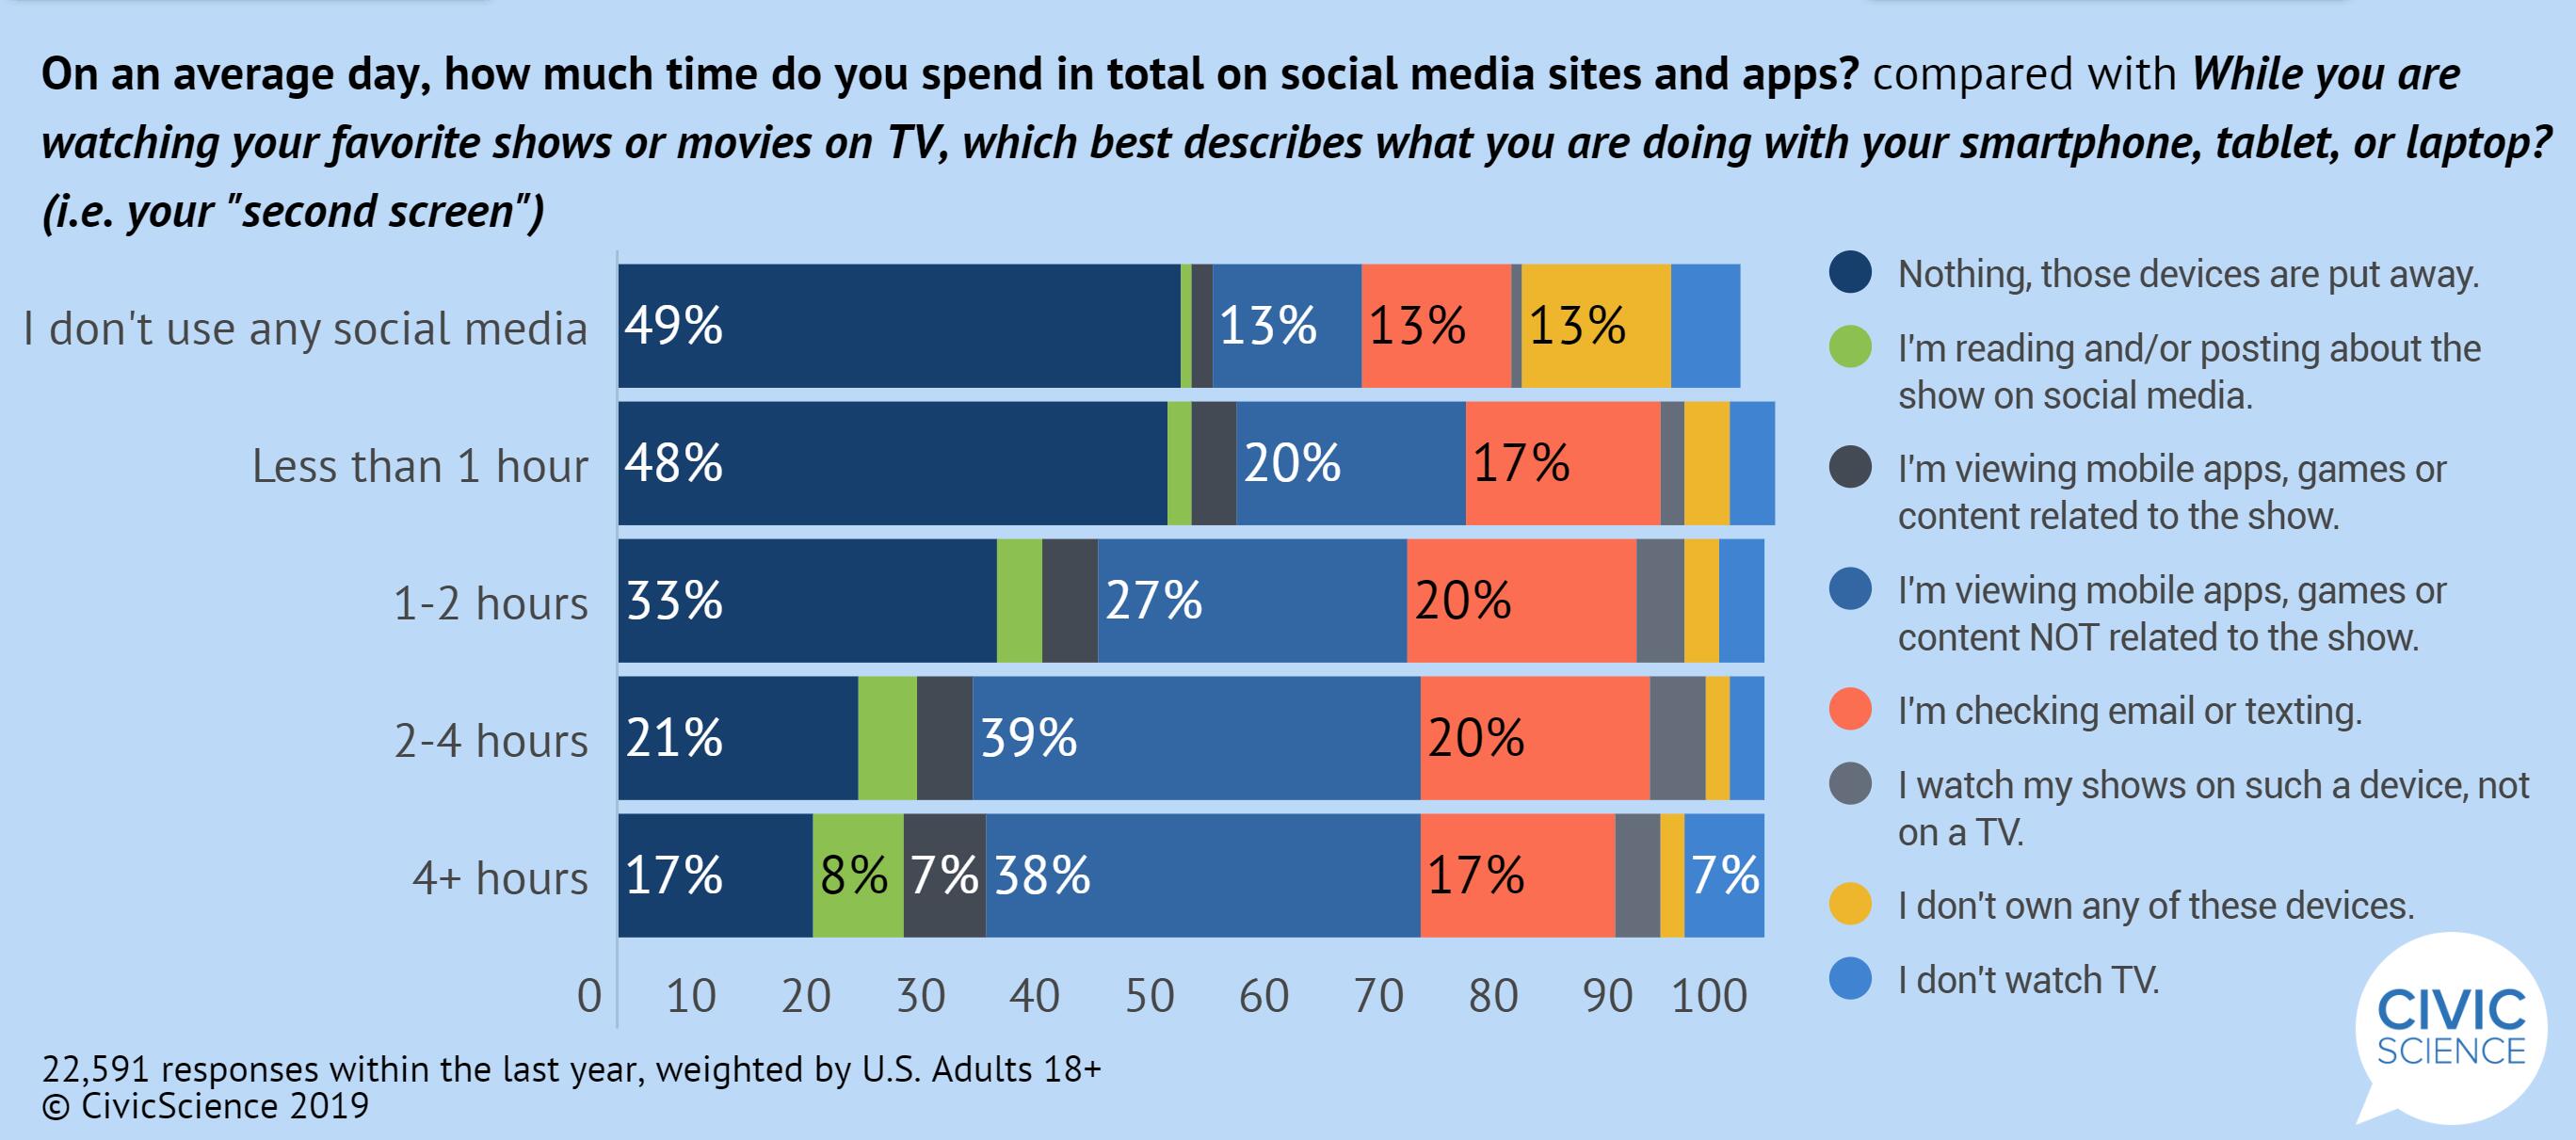 On an average day, how much time do you spend in total on social media sites and apps? compared with While you are
watching your favorite shows or movies on TV, which best describes what you are doing with your smartphone, tablet, or laptop?
(i.e. your "second screen")
I don't use any social media
49%
13%
13%
13%
Less than 1 hour
48%
20%
17%
1-2 hours
33%
27%
20%
2-4 hours
21%
39%
20%
4+ hours
17%
8%
7%
38%
17%
7%
0 10 20 30 40 50 60 70 80 90 100
Nothing, those devices are put away.
I'm reading and/or posting about the
show on social media.
I'm viewing mobile apps, games or
content related to the show.
I'm viewing mobile apps, games or
content NOT related to the show.
I'm checking email or texting.
I watch my shows on such a device, not
on a TV.
I don't own any of these devices.
I don't watch TV.
22,591 responses within the last year, weighted by U.S. Adults 18+
© CivicScience 2019
CIVIC
SCIENCE